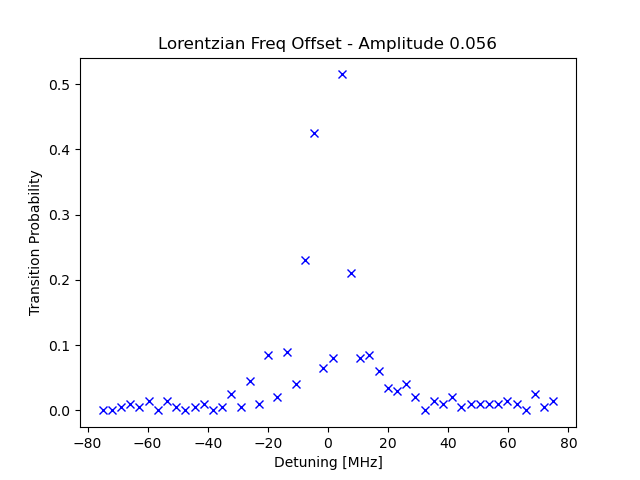 Lorentzian Freq Offset - Amplitude 0.056
Transition Probability
0.5
0.4
0.3
0.2
0.1
0.0
−80 −60 −40 −20 0 20 40 60 80
Detuning [MHz]